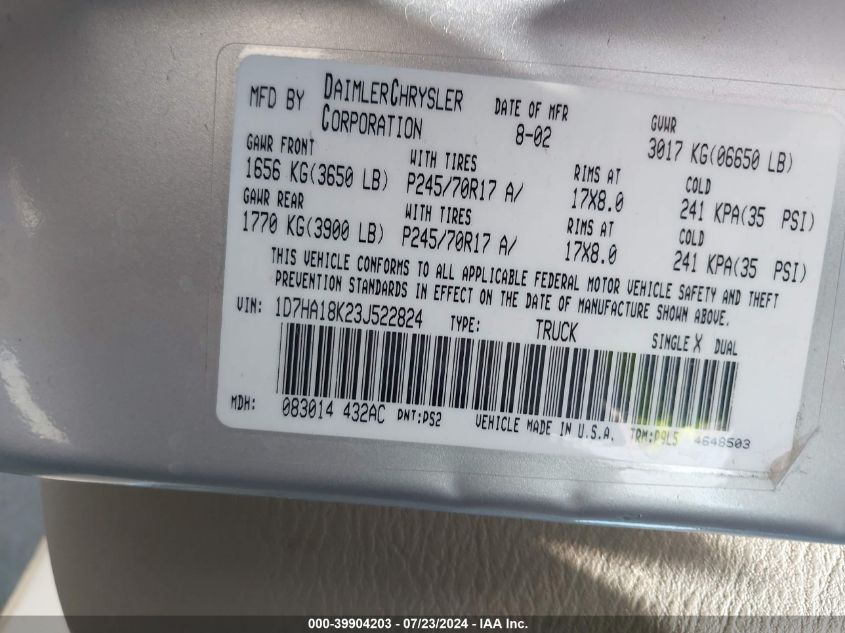 MFD BY DAIMLERCHRYSLER CORPORATION DATE OF MFR 8-02 GVWR 3017 KG(06650 LB)
GAWR FRONT WITH TIRES RIMS AT COLD
1656 KG(3650 LB) P245/70R17 A/ 17X8.0 241 KPA(35 PSI)
GAWR REAR WITH TIRES RIMS AT COLD
1770 KG(3900 LB) P245/70R17 A/ 17X8.0 241 KPA(35 PSI)
THIS VEHICLE CONFORMS TO ALL APPLICABLE FEDERAL MOTOR VEHICLE SAFETY AND THEFT
PREVENTION STANDARDS IN EFFECT ON THE DATE OF MANUFACTURE SHOWN ABOVE.
VIN: 1D7HA18K23J522824 TYPE: TRUCK SINGLE X DUAL
MDH: 083014 432AC PNT:PS2 VEHICLE MADE IN U.S.A. TRM:D9L5 4648503
000-39904203 - 07/23/2024 - IAA Inc.